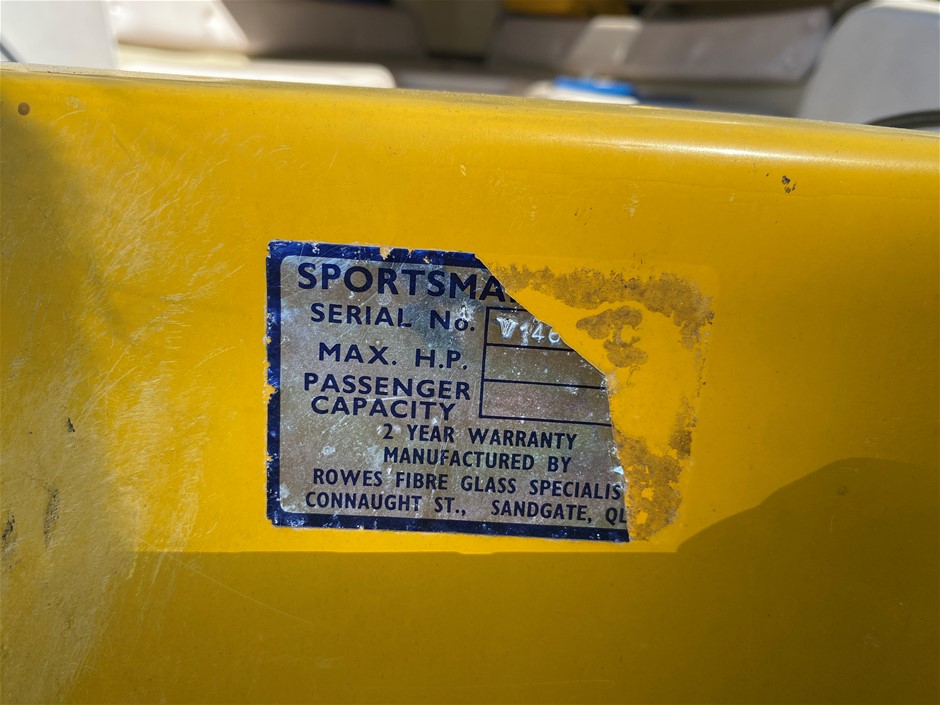 SPORTSMA
SERIAL No. V146
MAX. H.P.
PASSENGER
CAPACITY
2 YEAR WARRANTY
MANUFACTURED BY
ROWES FIBRE GLASS SPECIALIS
CONNAUGHT ST., SANDGATE, QL